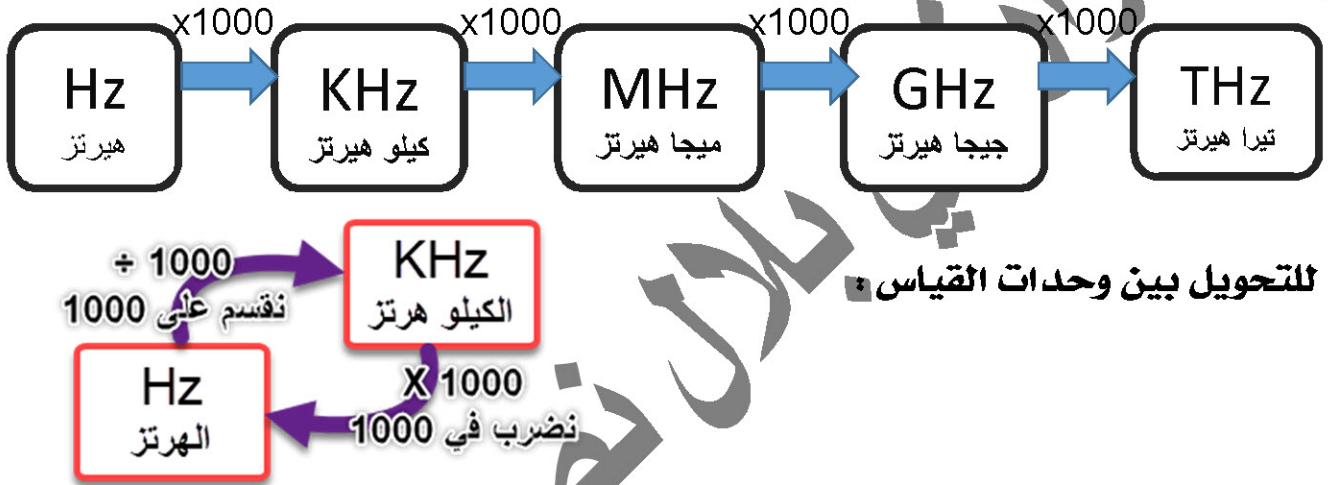 x1000 x1000 x1000 x1000
Hz KHz MHz GHz THz
هيرتز كيلو هيرتز ميجا هيرتز جيجا هيرتز تيرا هيرتز
للتحويل بين وحدات القياس :
KHz
الكيلو هرتز
÷ 1000
نقسم على 1000
Hz
الهرتز
X 1000
نضرب في 1000